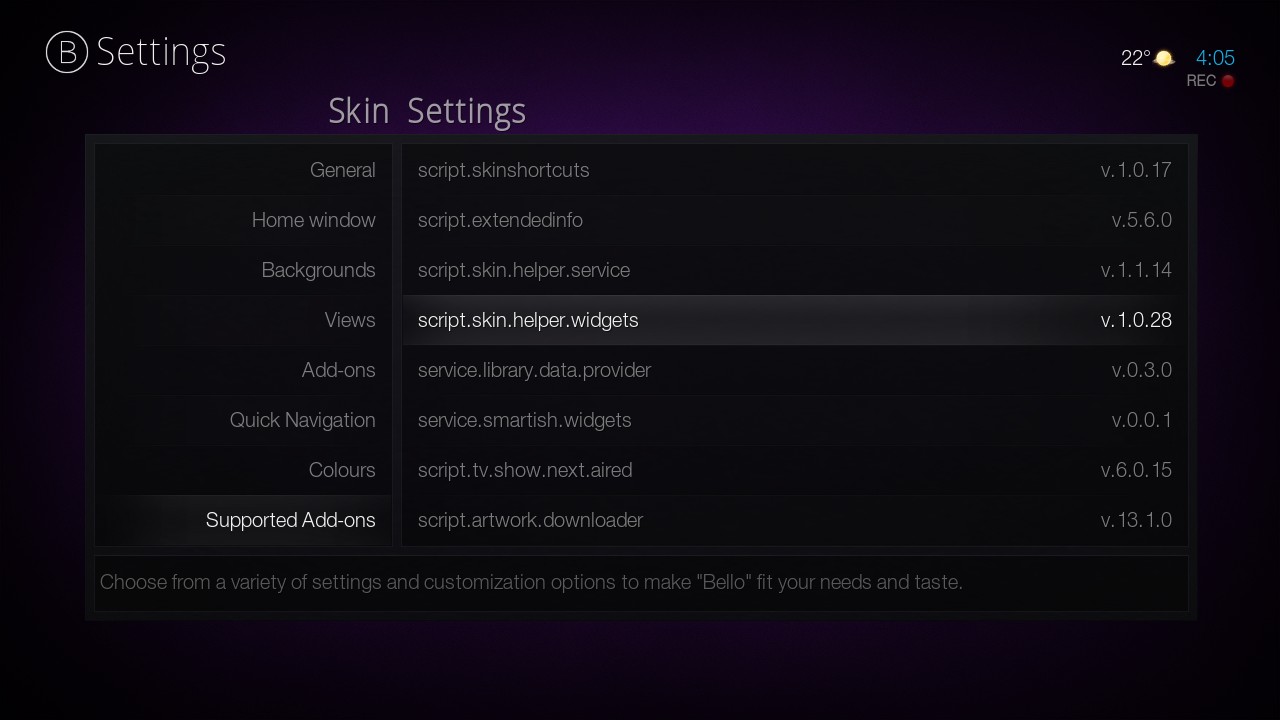 B Settings
22° 4:05
REC
Skin Settings
General
Home window
Backgrounds
Views
Add-ons
Quick Navigation
Colours
Supported Add-ons
script.skinshortcuts v.1.0.17
script.extendedinfo v.5.6.0
script.skin.helper.service v.1.1.14
script.skin.helper.widgets v.1.0.28
service.library.data.provider v.0.3.0
service.smartish.widgets v.0.0.1
script.tv.show.next.aired v.6.0.15
script.artwork.downloader v.13.1.0
Choose from a variety of settings and customization options to make "Bello" fit your needs and taste.